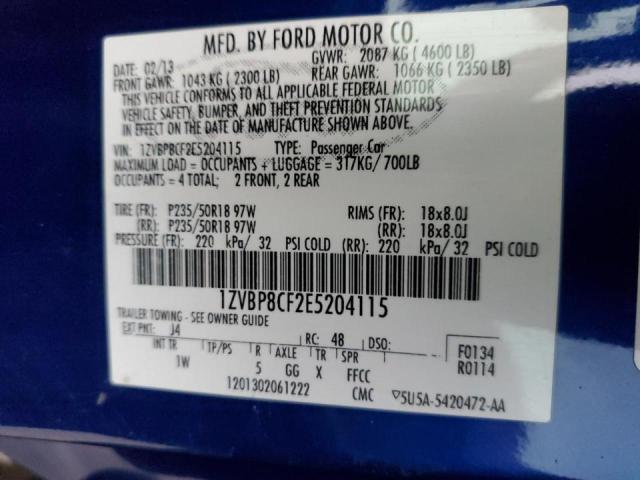 MFD. BY FORD MOTOR CO.
DATE: 02/13 GVWR: 2087 KG (4600 LB)
FRONT GAWR: 1043 KG (2300 LB) REAR GAWR: 1066 KG (2350 LB)
THIS VEHICLE CONFORMS TO ALL APPLICABLE FEDERAL MOTOR
VEHICLE SAFETY, BUMPER, AND THEFT PREVENTION STANDARDS
IN EFFECT ON THE DATE OF MANUFACTURE SHOWN ABOVE.
VIN: 1ZVBP8CF2E5204115 TYPE: Passenger Car
MAXIMUM LOAD = OCCUPANTS + LUGGAGE = 317KG/700LB
OCCUPANTS = 4 TOTAL; 2 FRONT, 2 REAR
TIRE (FR): P235/50R18 97W RIMS (FR): 18x8.0J
(RR): P235/50R18 97W (RR): 18x8.0J
PRESSURE (FR): 220 kPa/ 32 PSI COLD (RR): 220 kPa/ 32 PSI COLD
1ZVBP8CF2E5204115
TRAILER TOWING - SEE OWNER GUIDE
EXT PNT: J4 RC: 48 DSO: F0134
INT TR TP/PS R AXLE TR SPR R0114
1W 5 GG X FFCC
1201302061222 CMC ▽5U5A-5420472-AA